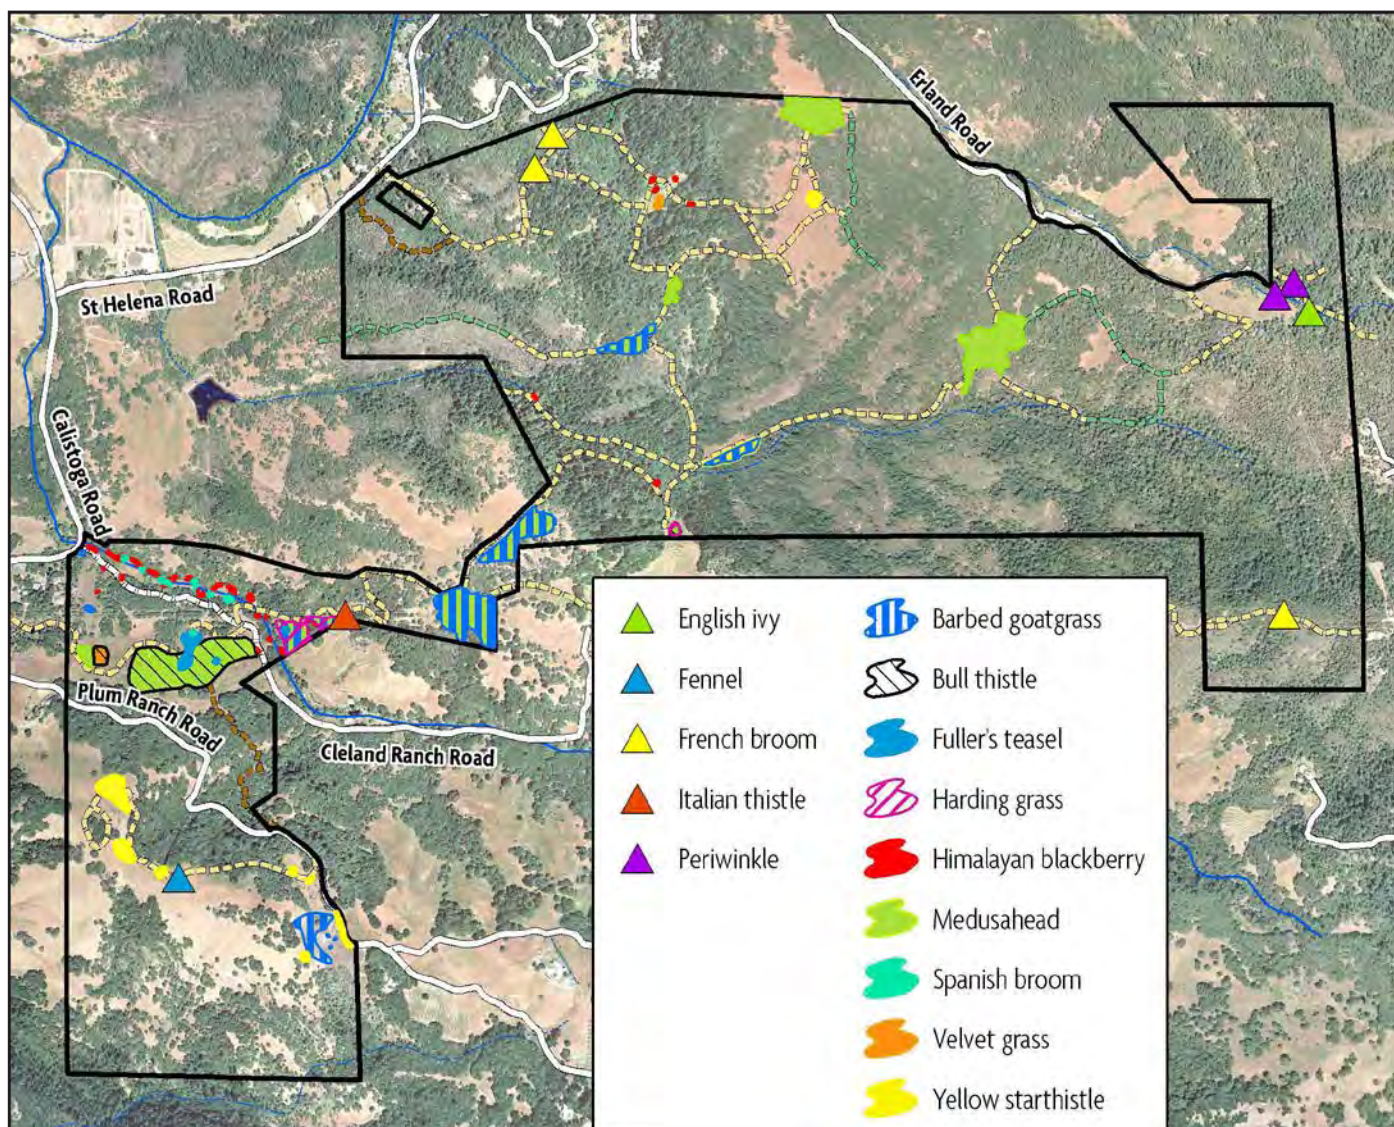 Erland Road
St Helena Road
Calistoga Road
Plum Ranch Road
Cleland Ranch Road
English ivy
Fennel
French broom
Italian thistle
Periwinkle
Barbed goatgrass
Bull thistle
Fuller's teasel
Harding grass
Himalayan blackberry
Medusahead
Spanish broom
Velvet grass
Yellow starthistle